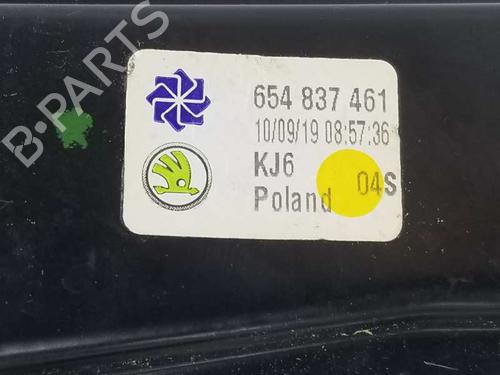 B-PARTS
654 837 461
10/09/19 08:57:36
KJ6
04S
Poland